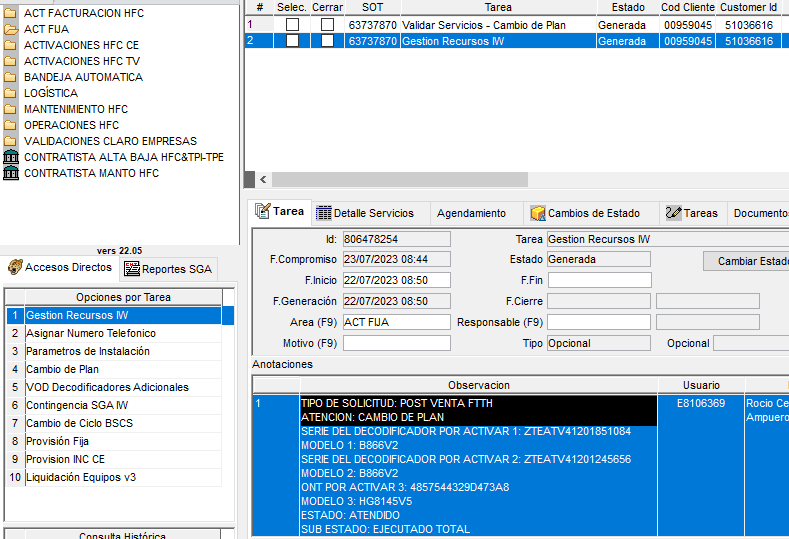 ACT FACTURACION HFC
ACT FIJA
ACTIVACIONES HFC CE
ACTIVACIONES HFC TV
BANDEJA AUTOMATICA
LOGÍSTICA
MANTENIMIENTO HFC
OPERACIONES HFC
VALIDACIONES CLARO EMPRESAS
CONTRATISTA ALTA BAJA HFC&TPI-TPE
CONTRATISTA MANTO HFC
vers 22.05
Accesos Directos Reportes SGA
Opciones por Tarea
1 Gestion Recursos IW
2 Asignar Numero Telefonico
3 Parametros de Instalación
4 Cambio de Plan
5 VOD Decodificadores Adicionales
6 Contingencia SGA IW
7 Cambio de Ciclo BSCS
8 Provisión Fija
9 Provision INC CE
10 Liquidación Equipos v3
Consulta Histórica
# Selec. Cerrar SOT Tarea Estado Cod Cliente Customer Id
1 63737870 Validar Servicios - Cambio de Plan Generada 00959045 51036616
2 63737870 Gestion Recursos IW Generada 00959045 51036616
Tarea Detalle Servicios Agendamiento Cambios de Estado Tareas Documentos
Id: 806478254 Tarea Gestion Recursos IW
F.Compromiso 23/07/2023 08:44 Estado Generada Cambiar Estado
F.Inicio 22/07/2023 08:50 F.Fin
F.Generación 22/07/2023 08:50 F.Cierre
Area (F9) ACT FIJA Responsable (F9)
Motivo (F9) Tipo Opcional Opcional
Anotaciones
Observacion Usuario
1 TIPO DE SOLICITUD: POST VENTA FTTH E8106369 Rocio Ce
ATENCION: CAMBIO DE PLAN Ampuero
SERIE DEL DECODIFICADOR POR ACTIVAR 1: ZTEATV41201851084
MODELO 1: B866V2
SERIE DEL DECODIFICADOR POR ACTIVAR 2: ZTEATV41201245656
MODELO 2: B866V2
ONT POR ACTIVAR 3: 4857544329D473A8
MODELO 3: HG8145V5
ESTADO: ATENDIDO
SUB ESTADO: EJECUTADO TOTAL